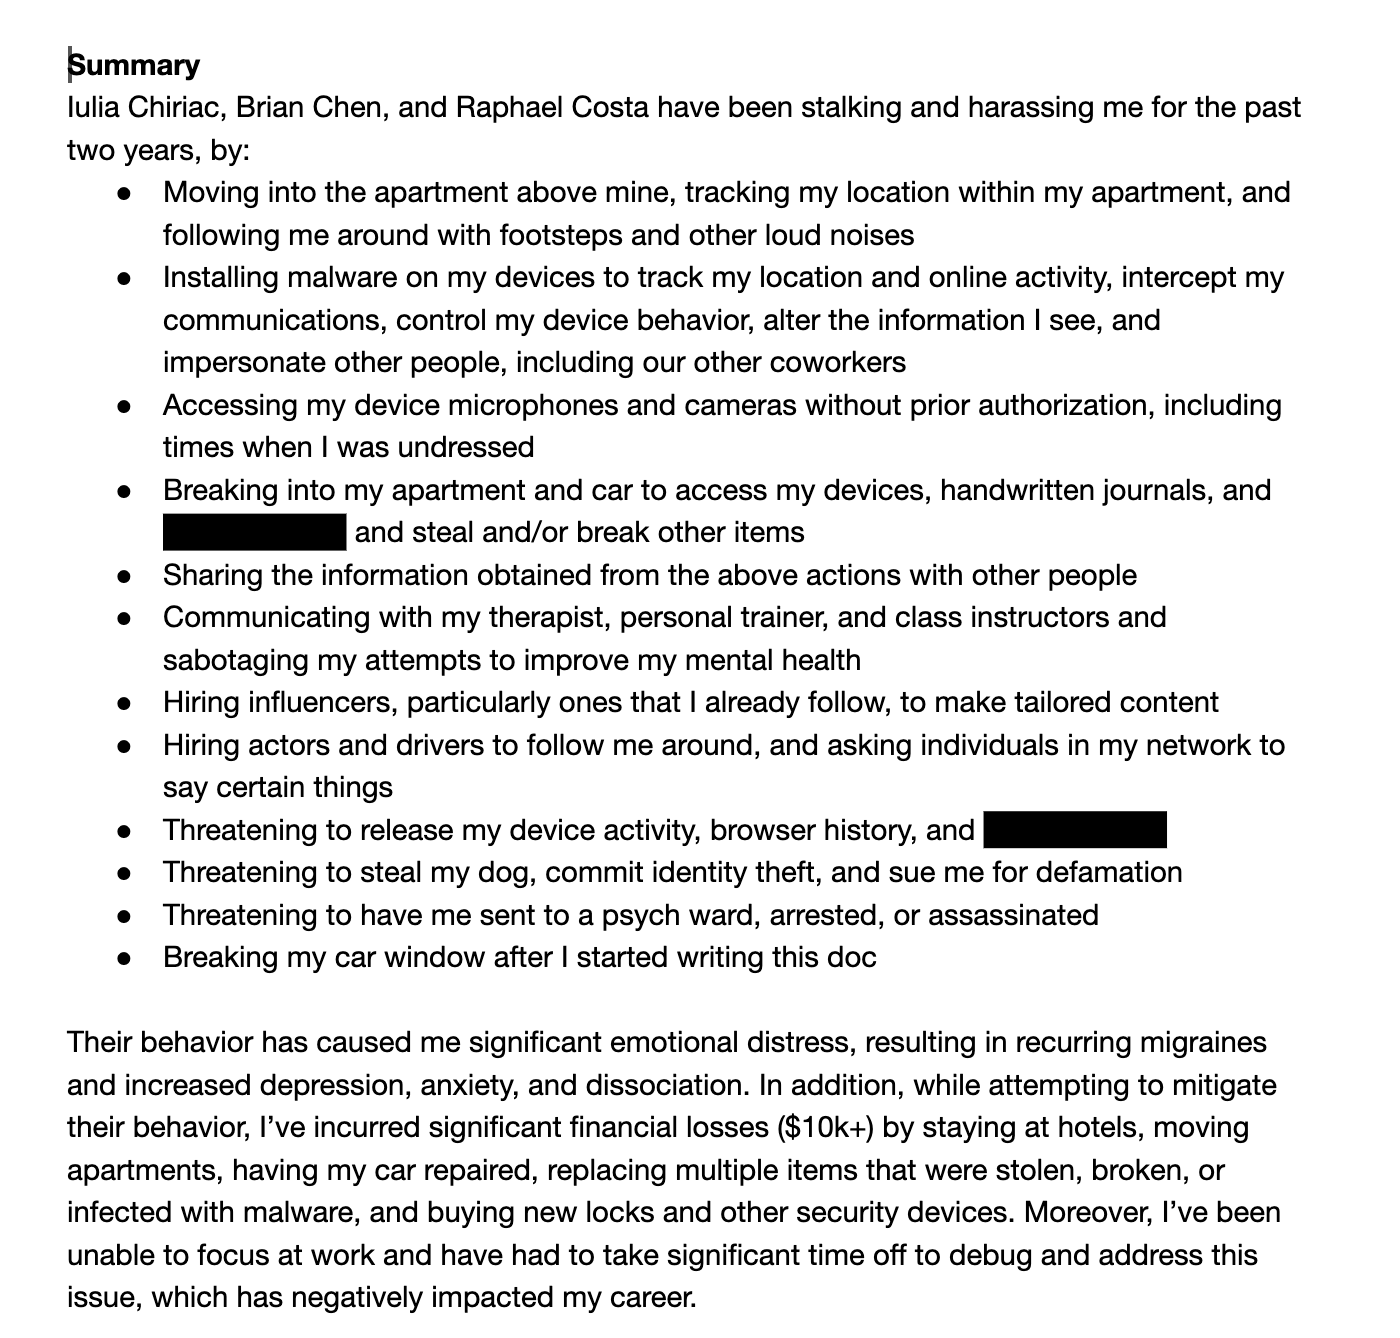 Summary
Iulia Chiriac, Brian Chen, and Raphael Costa have been stalking and harassing me for the past
two years, by:
● Moving into the apartment above mine, tracking my location within my apartment, and
following me around with footsteps and other loud noises
● Installing malware on my devices to track my location and online activity, intercept my
communications, control my device behavior, alter the information I see, and
impersonate other people, including our other coworkers
● Accessing my device microphones and cameras without prior authorization, including
times when I was undressed
● Breaking into my apartment and car to access my devices, handwritten journals, and
and steal and/or break other items
● Sharing the information obtained from the above actions with other people
● Communicating with my therapist, personal trainer, and class instructors and
sabotaging my attempts to improve my mental health
● Hiring influencers, particularly ones that I already follow, to make tailored content
● Hiring actors and drivers to follow me around, and asking individuals in my network to
say certain things
● Threatening to release my device activity, browser history, and
● Threatening to steal my dog, commit identity theft, and sue me for defamation
● Threatening to have me sent to a psych ward, arrested, or assassinated
● Breaking my car window after I started writing this doc
Their behavior has caused me significant emotional distress, resulting in recurring migraines
and increased depression, anxiety, and dissociation. In addition, while attempting to mitigate
their behavior, I’ve incurred significant financial losses ($10k+) by staying at hotels, moving
apartments, having my car repaired, replacing multiple items that were stolen, broken, or
infected with malware, and buying new locks and other security devices. Moreover, I’ve been
unable to focus at work and have had to take significant time off to debug and address this
issue, which has negatively impacted my career.